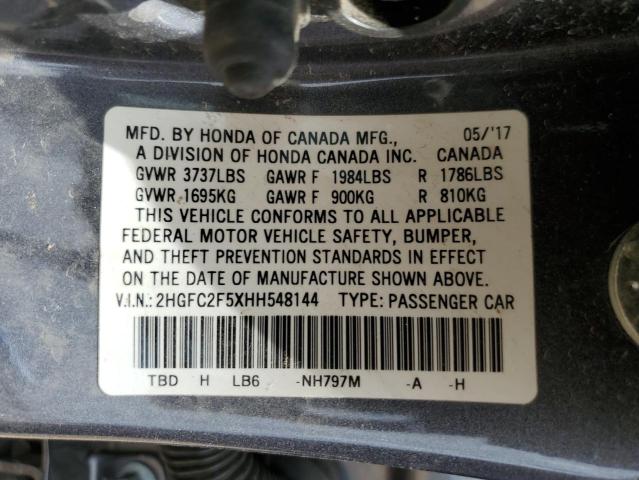 MFD. BY HONDA OF CANADA MFG., 05/'17
A DIVISION OF HONDA CANADA INC. CANADA
GVWR 3737LBS GAWR F 1984LBS R 1786LBS
GVWR 1695KG GAWR F 900KG R 810KG
THIS VEHICLE CONFORMS TO ALL APPLICABLE
FEDERAL MOTOR VEHICLE SAFETY, BUMPER,
AND THEFT PREVENTION STANDARDS IN EFFECT
ON THE DATE OF MANUFACTURE SHOWN ABOVE.
V.I.N.: 2HGFC2F5XHH548144 TYPE: PASSENGER CAR
TBD H LB6 -NH797M -A -H